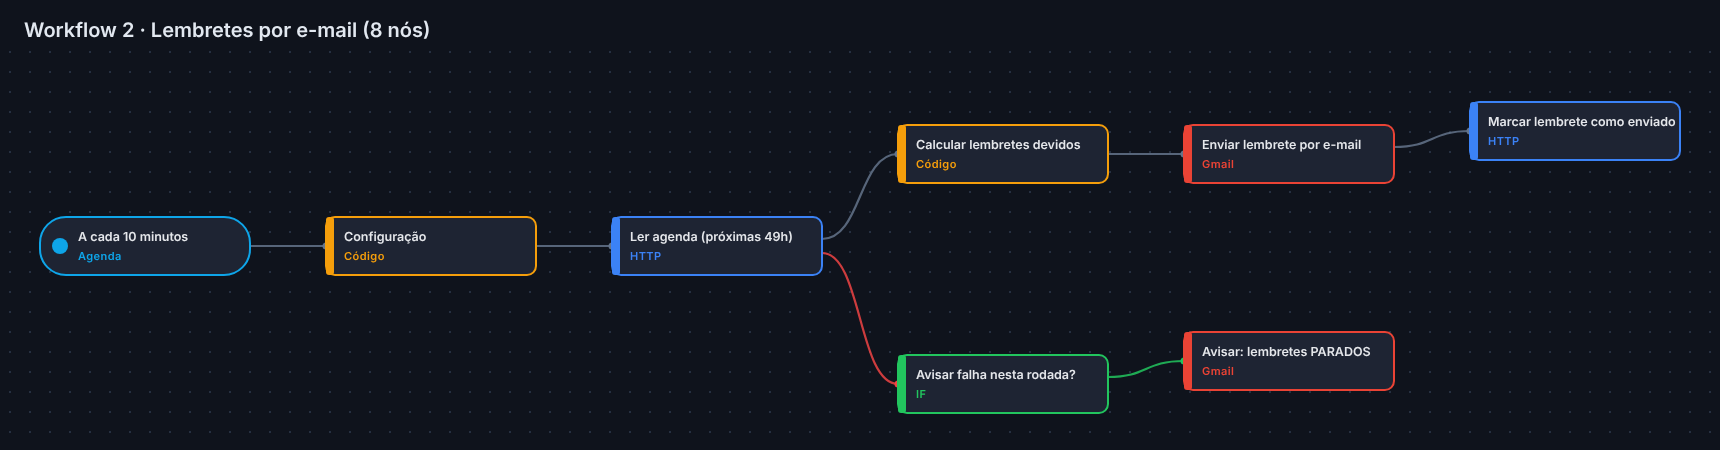 Workflow 2 · Lembretes por e-mail (8 nós)
A cada 10 minutos
Agenda
Configuração
Código
Ler agenda (próximas 49h)
HTTP
Calcular lembretes devidos
Código
Enviar lembrete por e-mail
Gmail
Marcar lembrete como enviado
HTTP
Avisar falha nesta rodada?
IF
Avisar: lembretes PARADOS
Gmail